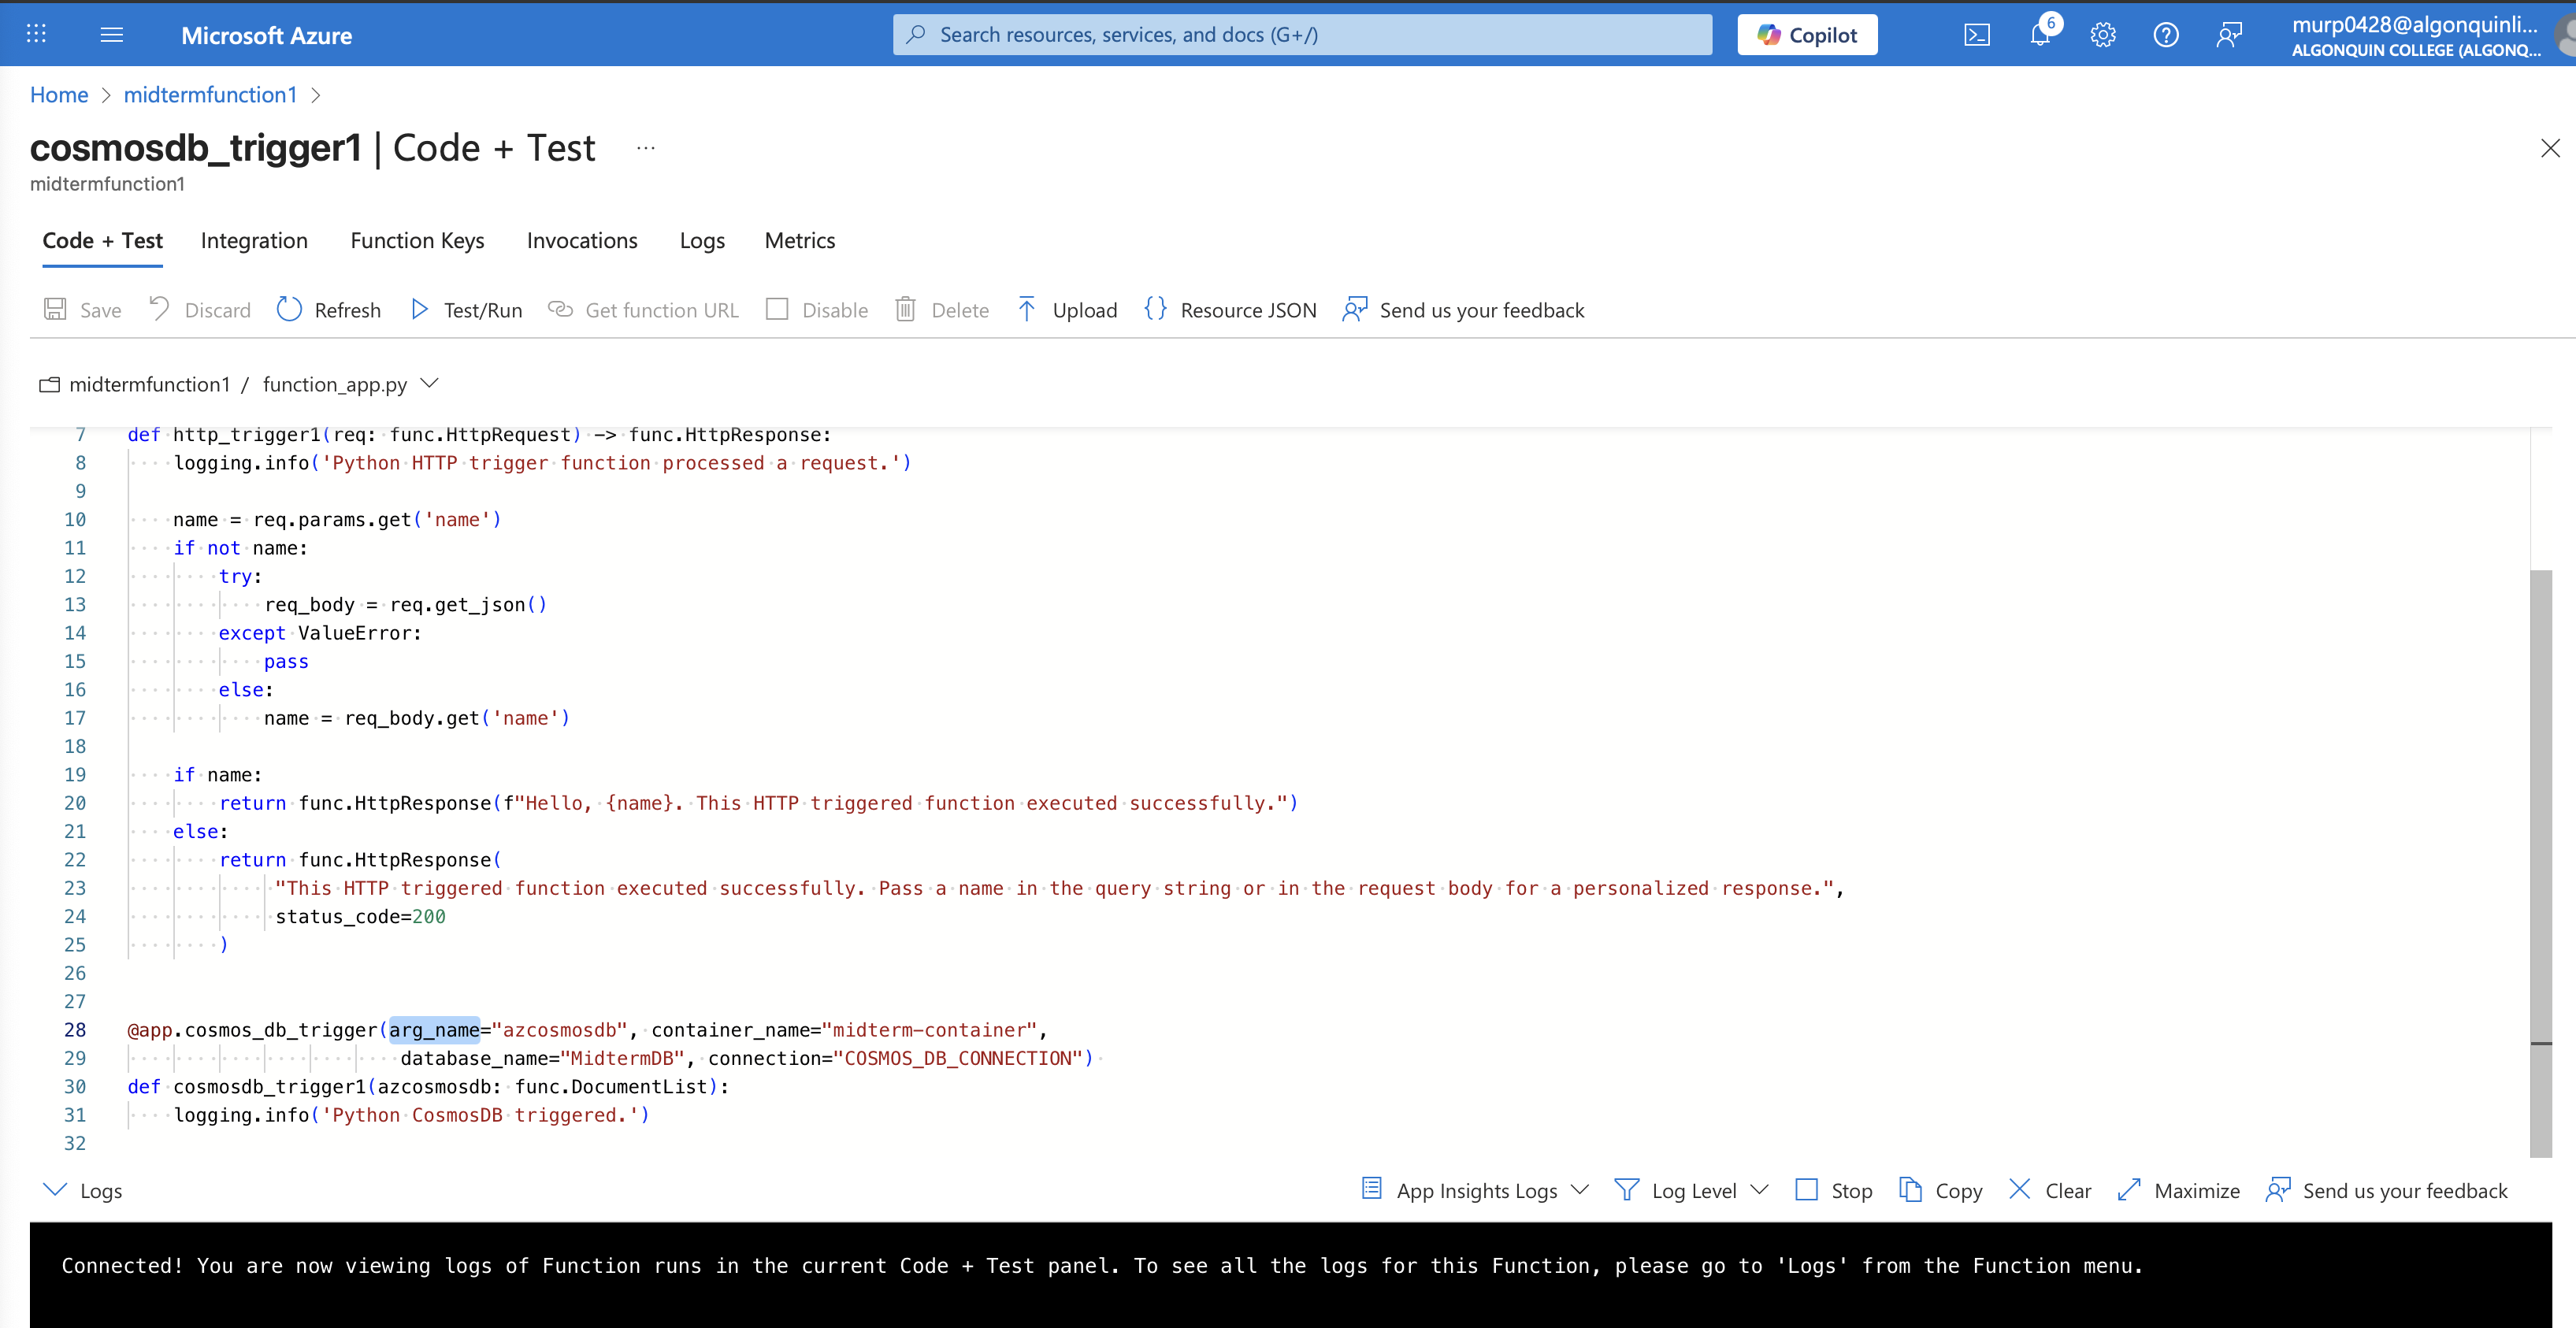 Microsoft Azure
Search resources, services, and docs (G+/)
Copilot
6
murp0428@algonquinli...
ALGONQUIN COLLEGE (ALGONQ...
Home > midtermfunction1 >
cosmosdb_trigger1 | Code + Test ...
midtermfunction1
Code + Test Integration Function Keys Invocations Logs Metrics
Save Discard Refresh Test/Run Get function URL Disable Delete Upload {} Resource JSON Send us your feedback
midtermfunction1 / function_app.py
7 def http_trigger1(req: func.HttpRequest) -> func.HttpResponse:
8     logging.info('Python HTTP trigger function processed a request.')
9
10     name = req.params.get('name')
11     if not name:
12         try:
13             req_body = req.get_json()
14         except ValueError:
15             pass
16         else:
17             name = req_body.get('name')
18
19     if name:
20         return func.HttpResponse(f"Hello, {name}. This HTTP triggered function executed successfully.")
21     else:
22         return func.HttpResponse(
23              "This HTTP triggered function executed successfully. Pass a name in the query string or in the request body for a personalized response.",
24              status_code=200
25         )
26
27
28 @app.cosmos_db_trigger(arg_name="azcosmosdb", container_name="midterm-container",
29                         database_name="MidtermDB", connection="COSMOS_DB_CONNECTION")
30 def cosmosdb_trigger1(azcosmosdb: func.DocumentList):
31     logging.info('Python CosmosDB triggered.')
32
Logs
App Insights Logs Log Level Stop Copy Clear Maximize Send us your feedback
Connected! You are now viewing logs of Function runs in the current Code + Test panel. To see all the logs for this Function, please go to 'Logs' from the Function menu.